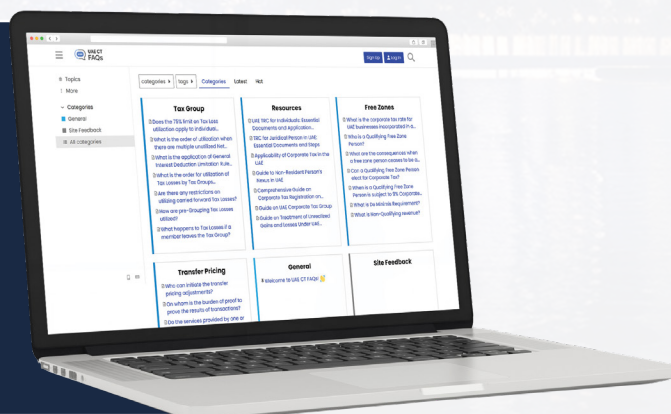 UAE CT
FAQs
Sign Up
Log In
Topics
More
Categories
General
Site Feedback
All categories
categories
tags
Categories
Latest
Hot
Tax Group
Does the 75% limit on Tax Loss
utilization apply to individual...
What is the order of utilization when
there are multiple unutilized Net...
What is the application of General
Interest Deduction Limitation Rule...
What is the order for utilization of
Tax Losses by Tax Groups...
Are there any restrictions on
utilizing carried forward Tax Losses?
How are pre-Grouping Tax Losses
utilized?
What happens to Tax Losses if a
member leaves the Tax Group?
Resources
UAE TRC for Individuals: Essential
Documents and Application...
TRC for Juridical Person in UAE:
Essential Documents and Steps
Applicability of Corporate Tax in the
UAE
Guide to Non-Resident Person's
Nexus in UAE
Comprehensive Guide on
Corporate Tax Registration on...
Guide on UAE Corporate Tax Group
Guide on Treatment of Unrealized
Gains and Losses Under UAE...
Free Zones
What is the corporate tax rate for
UAE businesses incorporated in a...
Who is a Qualifying Free Zone
Person?
What are the consequences when
a free zone person ceases to be a...
Can a Qualifying Free Zone Person
elect for Corporate Tax?
When is a Qualifying Free Zone
Person is subject to 9% Corporate...
What is De Minimis Requirement?
What is Non-Qualifying revenue?
Transfer Pricing
Who can initiate the transfer
pricing adjustments?
On whom is the burden of proof to
prove the results of transactions?
Do the services provided by one or
General
Welcome to UAE CT FAQs!
Site Feedback